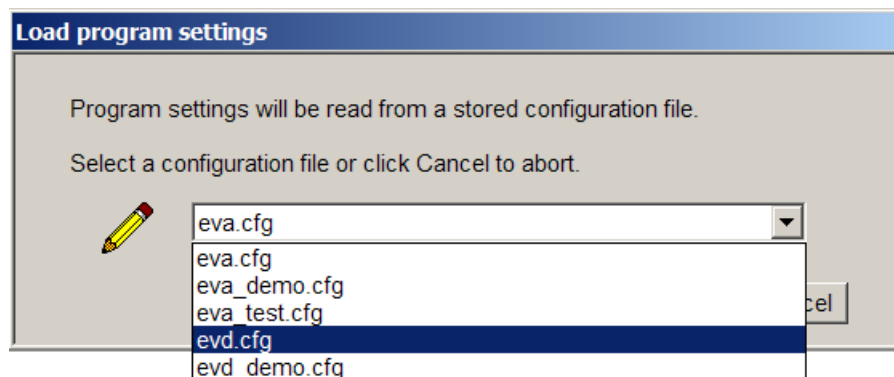 Load program settings
Program settings will be read from a stored configuration file.
Select a configuration file or click Cancel to abort.
eva.cfg
eva.cfg
eva_demo.cfg
eva_test.cfg
cel
evd.cfg
evd_demo.cfg